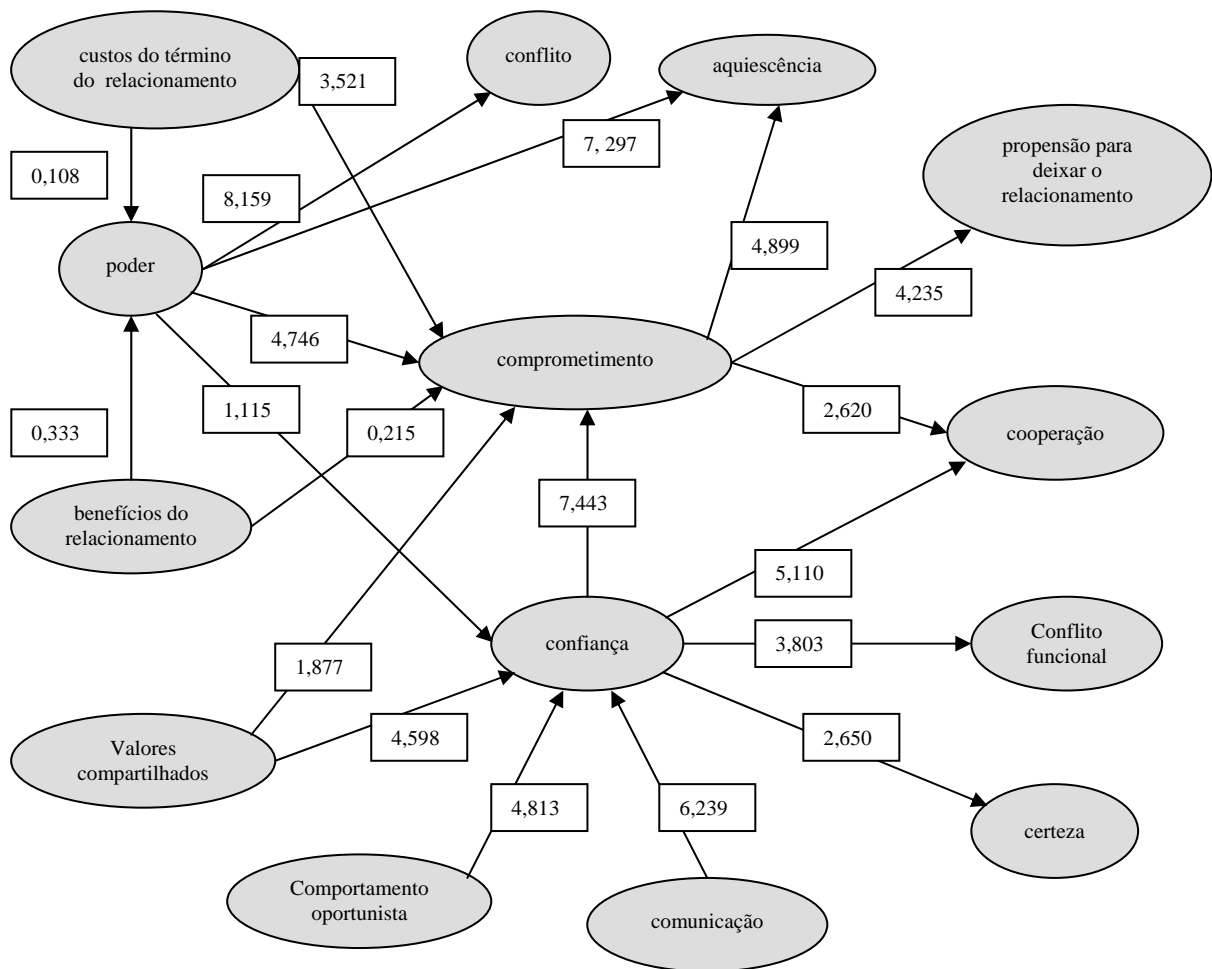 custos do término
do relacionamento
3,521
conflito
aquiescência
7, 297
propensão para
deixar o
relacionamento
0,108
8,159
4,899
poder
4,235
4,746
comprometimento
1,115
0,333
0,215
2,620
cooperação
benefícios do
relacionamento
7,443
5,110
confiança
3,803
Conflito
funcional
1,877
4,598
2,650
Valores
compartilhados
4,813
6,239
certeza
Comportamento
oportunista
comunicação